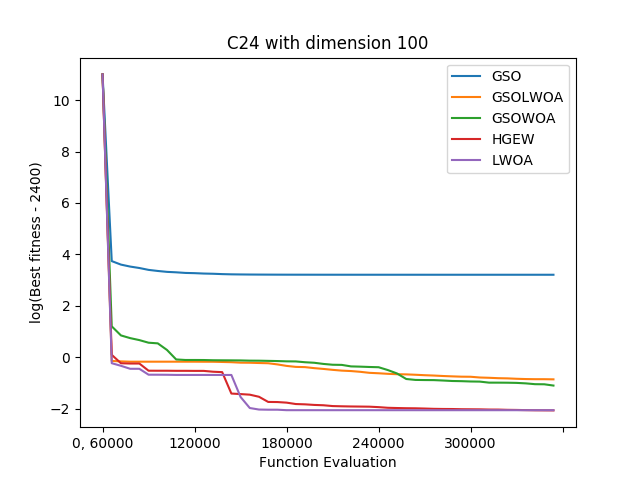 C24 with dimension 100
log(Best fitness - 2400)
10
8
6
4
2
0
−2
GSO
GSOLWOA
GSOWOA
HGEW
LWOA
0, 60000 120000 180000 240000 300000
Function Evaluation